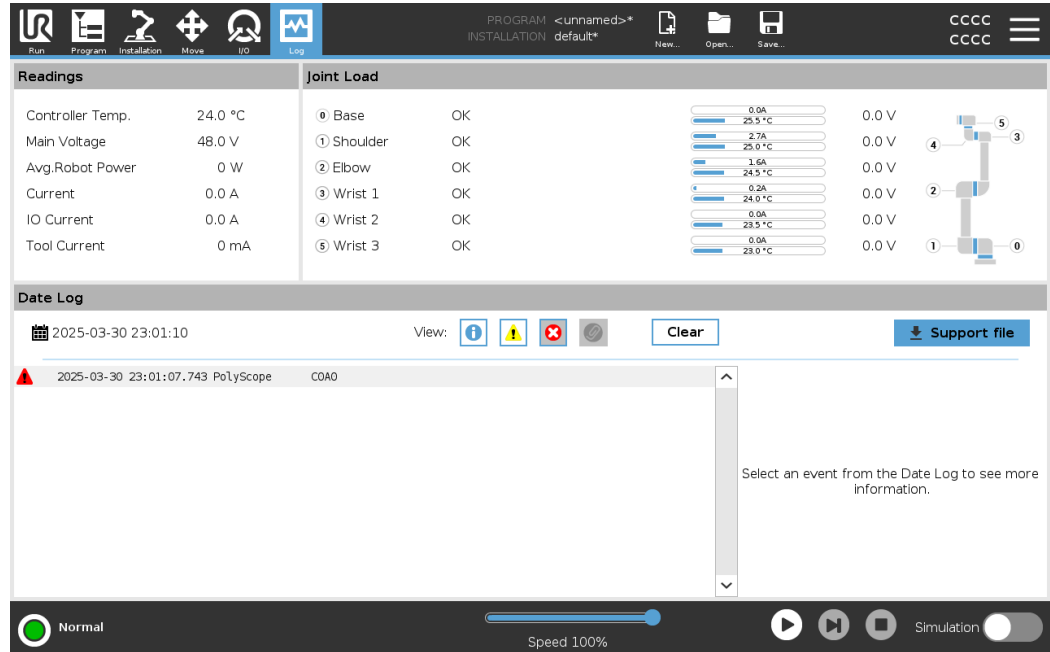 UR
Run Program Installation Move I/O Log
PROGRAM <unnamed>*
INSTALLATION default*
New... Open... Save...
CCCC
CCCC
Readings
Controller Temp. 24.0 °C
Main Voltage 48.0 V
Avg.Robot Power 0 W
Current 0.0 A
IO Current 0.0 A
Tool Current 0 mA
Joint Load
0 Base OK 0.0A 25.5 °C 0.0 V
1 Shoulder OK 2.7A 25.0 °C 0.0 V
2 Elbow OK 1.6A 24.5 °C 0.0 V
3 Wrist 1 OK 0.2A 24.0 °C 0.0 V
4 Wrist 2 OK 0.0A 23.5 °C 0.0 V
5 Wrist 3 OK 0.0A 23.0 °C 0.0 V
5
3
4
2
1 0
Date Log
2025-03-30 23:01:10 View: Clear Support file
2025-03-30 23:01:07.743 PolyScope C0A0
Select an event from the Date Log to see more
information.
Normal
Speed 100%
Simulation